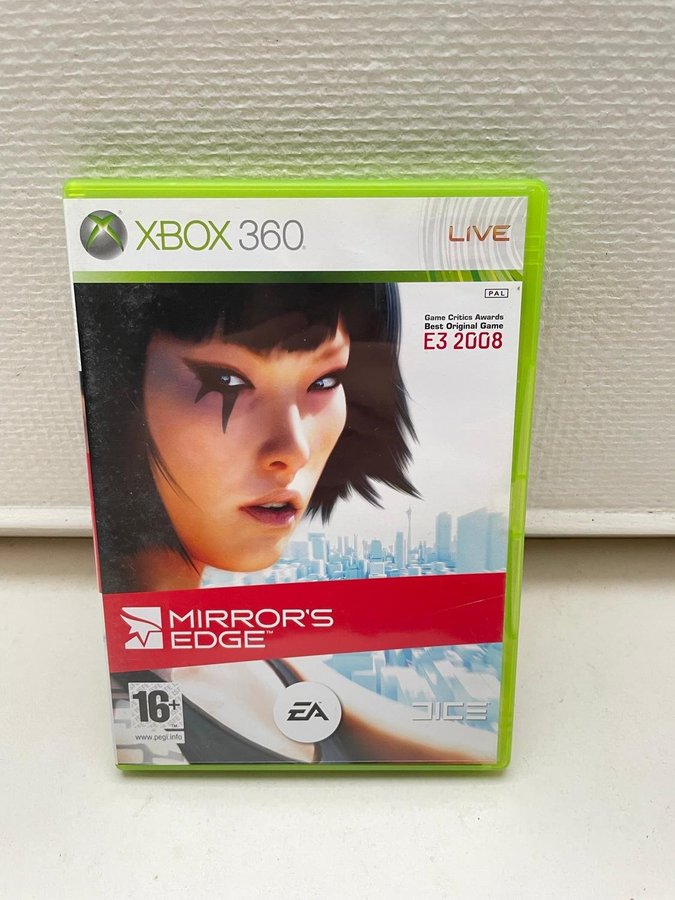 XBOX 360
LIVE
PAL
Game Critics Awards
Best Original Game
E3 2008
MIRROR'S
EDGE™
16+
www.pegi.info
EA
DICE